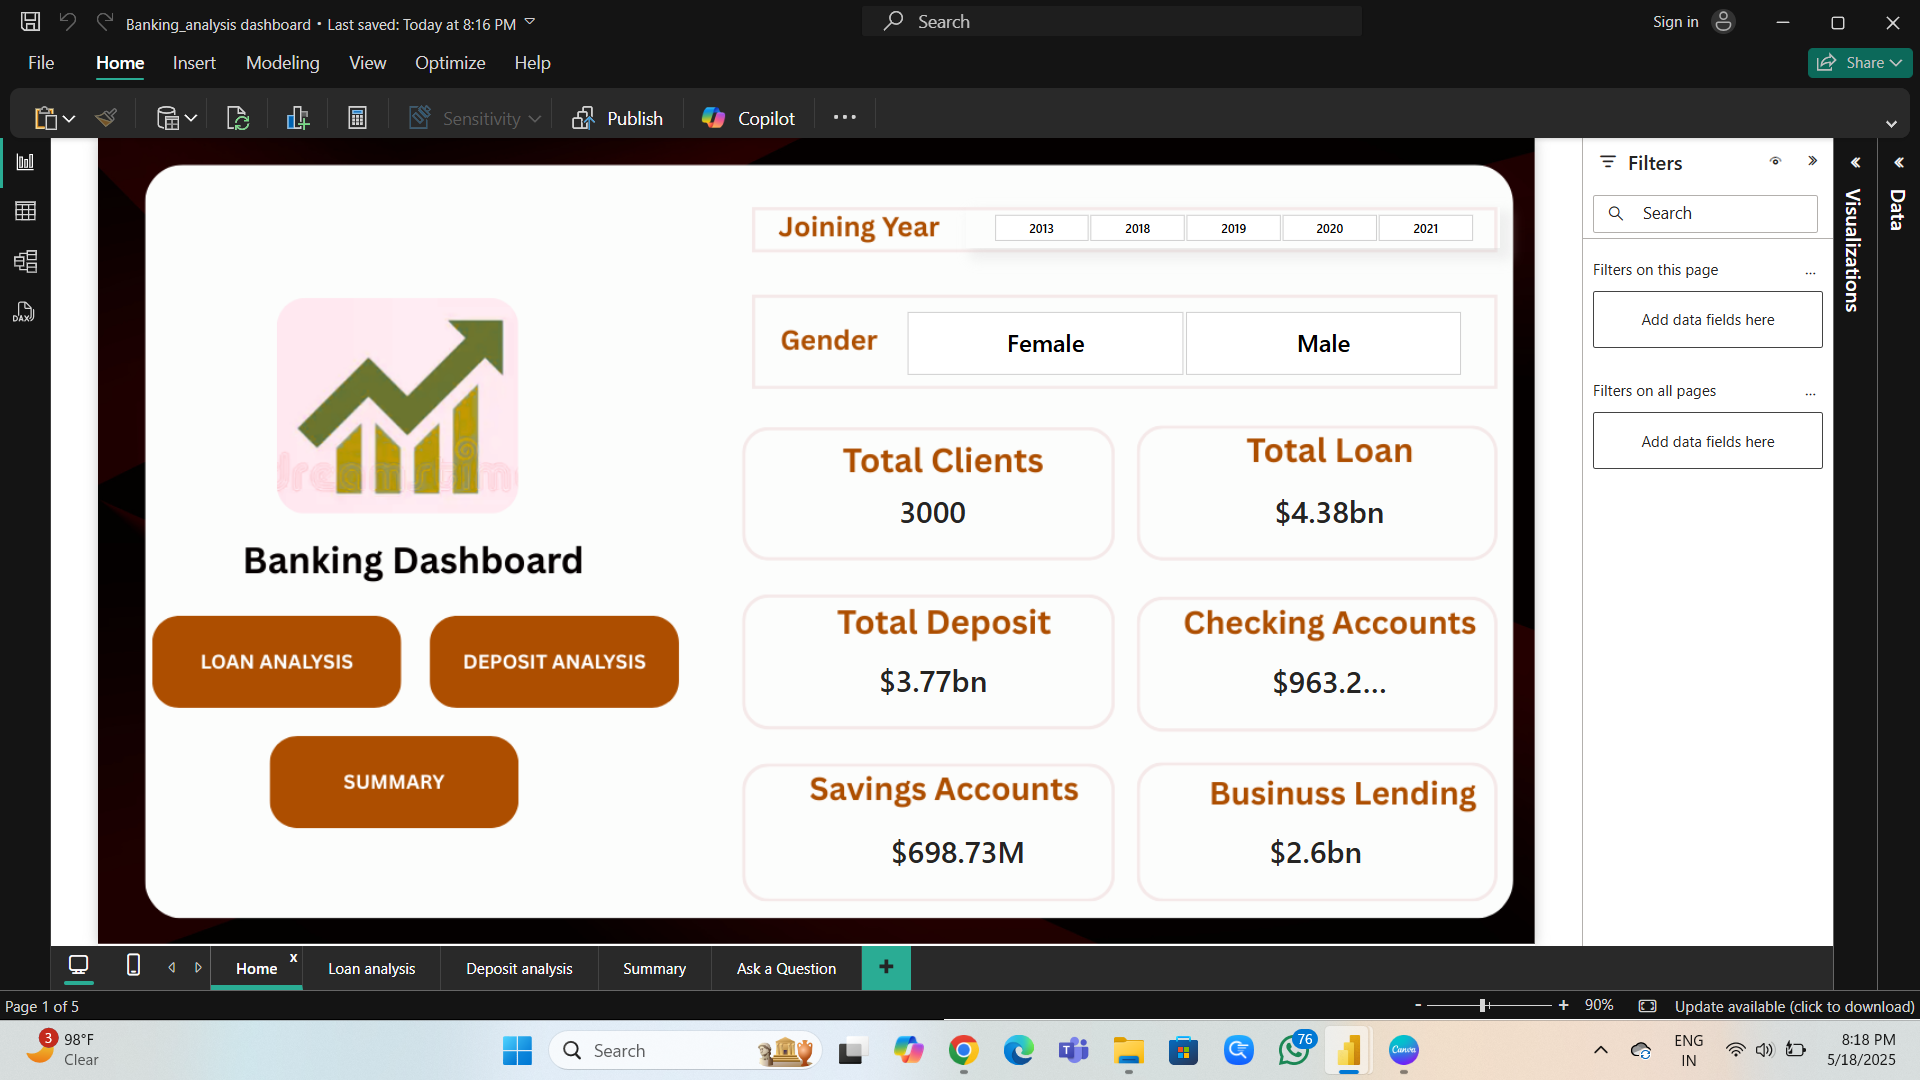 Banking_analysis dashboard • Last saved: Today at 8:16 PM
Search
Sign in
File Home Insert Modeling View Optimize Help
Share
Sensitivity
Publish
Copilot
Joining Year
2013 2018 2019 2020 2021
Gender
Female Male
Banking Dashboard
LOAN ANALYSIS
DEPOSIT ANALYSIS
SUMMARY
Total Clients
3000
Total Loan
$4.38bn
Total Deposit
$3.77bn
Checking Accounts
$963.2...
Savings Accounts
$698.73M
Businuss Lending
$2.6bn
Filters
Search
Filters on this page ...
Add data fields here
Filters on all pages ...
Add data fields here
Visualizations
Data
DAX
Home x
Loan analysis
Deposit analysis
Summary
Ask a Question
+
Page 1 of 5
- + 90%
Update available (click to download)
3
98°F
Clear
Search
76
Canva
ENG
IN
8:18 PM
5/18/2025